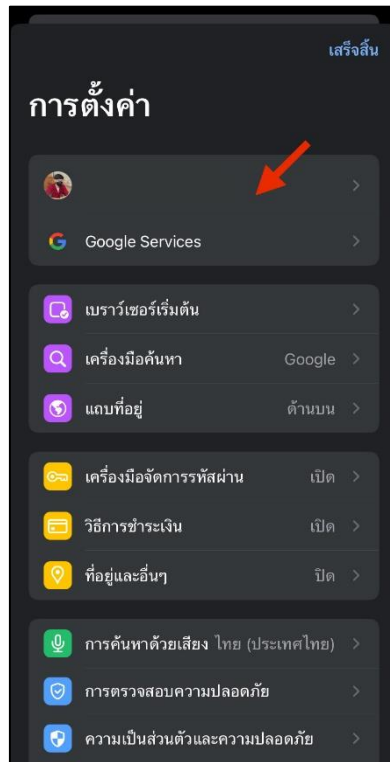 เสร็จสิ้น
การตั้งค่า
Google Services
เบราว์เซอร์เริ่มต้น
เครื่องมือค้นหา Google
แถบที่อยู่ ด้านบน
เครื่องมือจัดการรหัสผ่าน เปิด
วิธีการชำระเงิน เปิด
ที่อยู่และอื่นๆ ปิด
การค้นหาด้วยเสียง ไทย (ประเทศไทย)
การตรวจสอบความปลอดภัย
ความเป็นส่วนตัวและความปลอดภัย